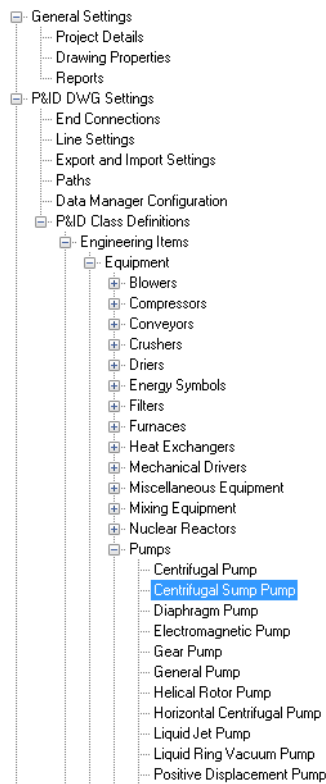 General Settings
Project Details
Drawing Properties
Reports
P&ID DWG Settings
End Connections
Line Settings
Export and Import Settings
Paths
Data Manager Configuration
P&ID Class Definitions
Engineering Items
Equipment
Blowers
Compressors
Conveyors
Crushers
Driers
Energy Symbols
Filters
Furnaces
Heat Exchangers
Mechanical Drivers
Miscellaneous Equipment
Mixing Equipment
Nuclear Reactors
Pumps
Centrifugal Pump
Centrifugal Sump Pump
Diaphragm Pump
Electromagnetic Pump
Gear Pump
General Pump
Helical Rotor Pump
Horizontal Centrifugal Pump
Liquid Jet Pump
Liquid Ring Vacuum Pump
Positive Displacement Pump